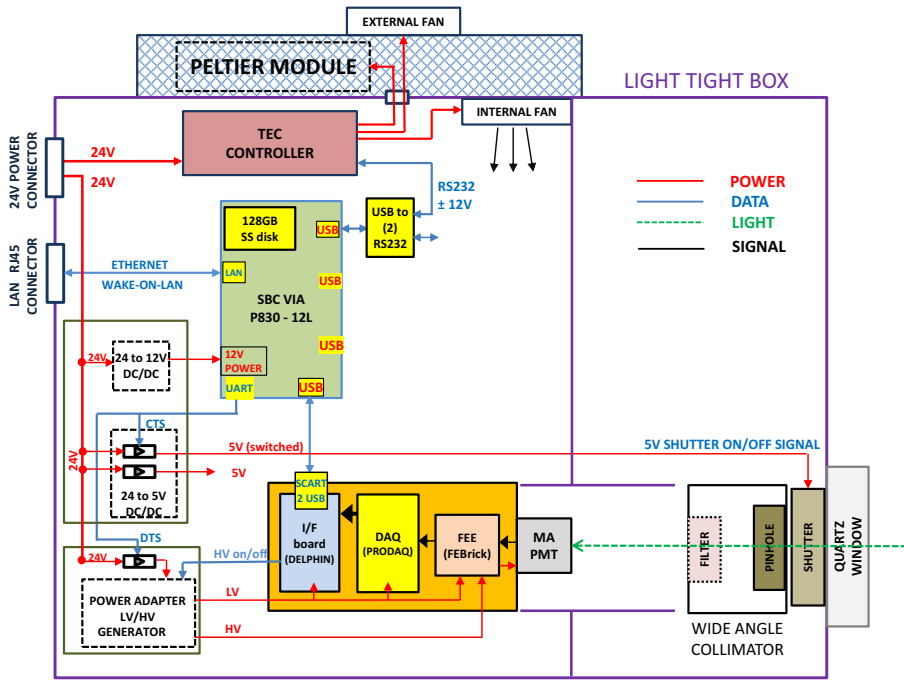 EXTERNAL FAN
PELTIER MODULE
LIGHT TIGHT BOX
INTERNAL FAN
TEC
CONTROLLER
24V POWER
CONNECTOR
24V
24V
RS232
± 12V
POWER
DATA
LIGHT
SIGNAL
128GB
SS disk
USB
USB to
(2)
RS232
LAN RJ45
CONNECTOR
ETHERNET
WAKE-ON-LAN
LAN
USB
SBC VIA
P830 - 12L
USB
24V
24 to 12V
DC/DC
12V
POWER
UART
USB
CTS
5V (switched)
5V SHUTTER ON/OFF SIGNAL
24V
5V
24 to 5V
DC/DC
SCART
2 USB
DTS
I/F
board
(DELPHIN)
DAQ
(PRODAQ)
FEE
(FEBrick)
MA
PMT
FILTER
PINHOLE
SHUTTER
QUARTZ
WINDOW
24V
HV on/off
POWER ADAPTER
LV/HV
GENERATOR
LV
HV
WIDE ANGLE
COLLIMATOR